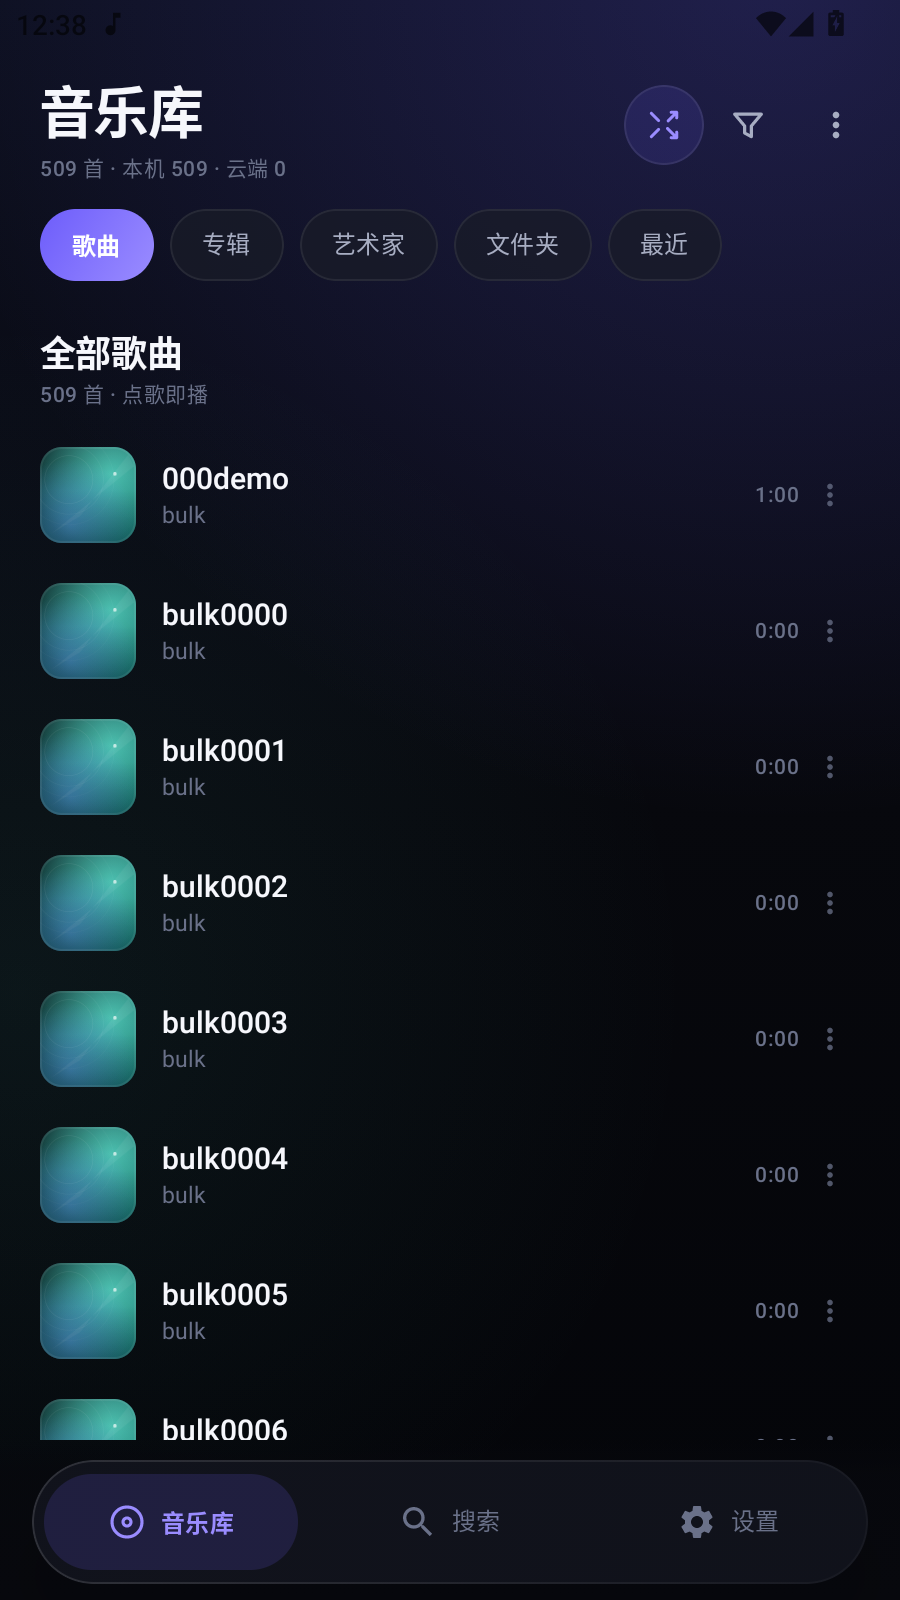 12:38
音乐库
509 首 · 本机 509 · 云端 0
歌曲 专辑 艺术家 文件夹 最近
全部歌曲
509 首 · 点歌即播
000demo
bulk
1:00
bulk0000
bulk
0:00
bulk0001
bulk
0:00
bulk0002
bulk
0:00
bulk0003
bulk
0:00
bulk0004
bulk
0:00
bulk0005
bulk
0:00
bulk0006
音乐库 搜索 设置